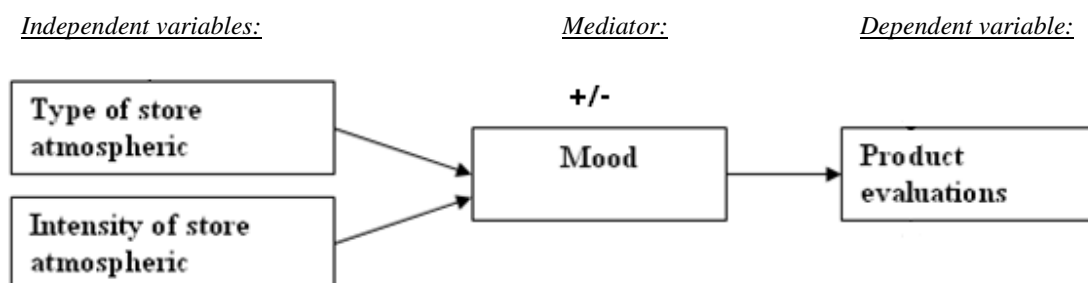 Independent variables:
Mediator:
Dependent variable:
Type of store
atmospheric
+/-
Mood
Product
evaluations
Intensity of store
atmospheric